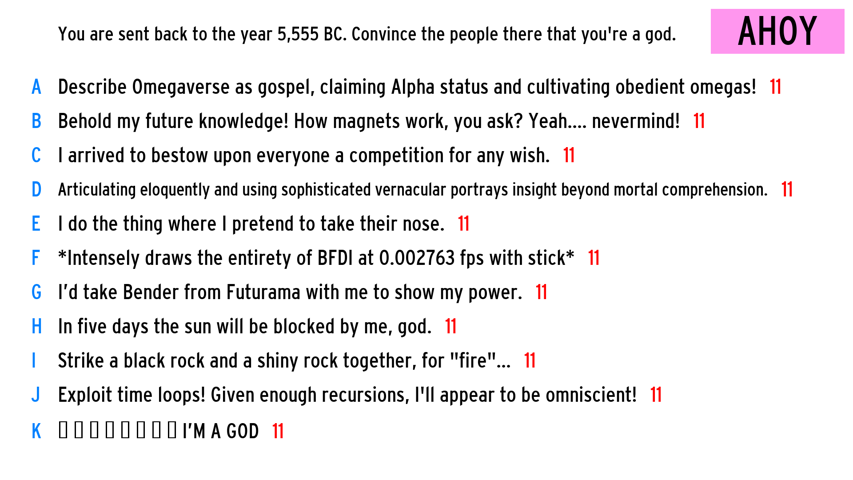 You are sent back to the year 5,555 BC. Convince the people there that you're a god.
AHOY
A Describe Omegaverse as gospel, claiming Alpha status and cultivating obedient omegas! 11
B Behold my future knowledge! How magnets work, you ask? Yeah.... nevermind! 11
C I arrived to bestow upon everyone a competition for any wish. 11
D Articulating eloquently and using sophisticated vernacular portrays insight beyond mortal comprehension. 11
E I do the thing where I pretend to take their nose. 11
F *Intensely draws the entirety of BFDI at 0.002763 fps with stick* 11
G I’d take Bender from Futurama with me to show my power. 11
H In five days the sun will be blocked by me, god. 11
I Strike a black rock and a shiny rock together, for "fire"... 11
J Exploit time loops! Given enough recursions, I'll appear to be omniscient! 11
K ▯ ▯ ▯ ▯ ▯ ▯ ▯ ▯ I’M A GOD 11